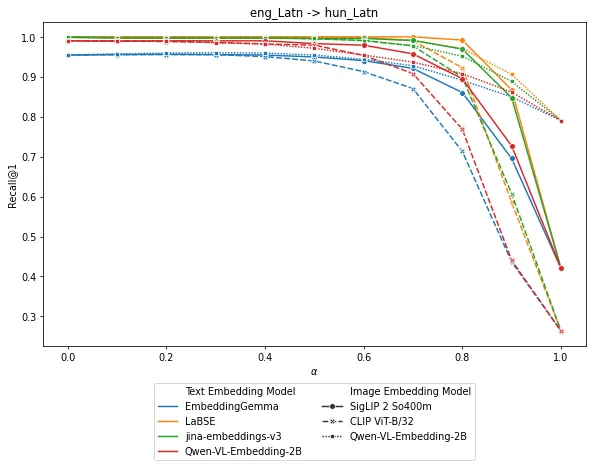 eng_Latn -> hun_Latn
1.0
0.9
0.8
0.7
0.6
0.5
0.4
0.3
Recall@1
0.0 0.2 0.4 0.6 0.8 1.0
α
Text Embedding Model Image Embedding Model
EmbeddingGemma SigLIP 2 So400m
LaBSE CLIP ViT-B/32
jina-embeddings-v3 Qwen-VL-Embedding-2B
Qwen-VL-Embedding-2B